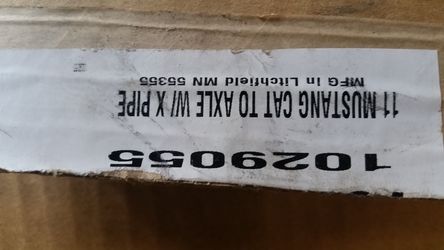 1029055
11 MUSTANG CAT TO AXLE W/ X PIPE
MFG in Litchfield MN 55355